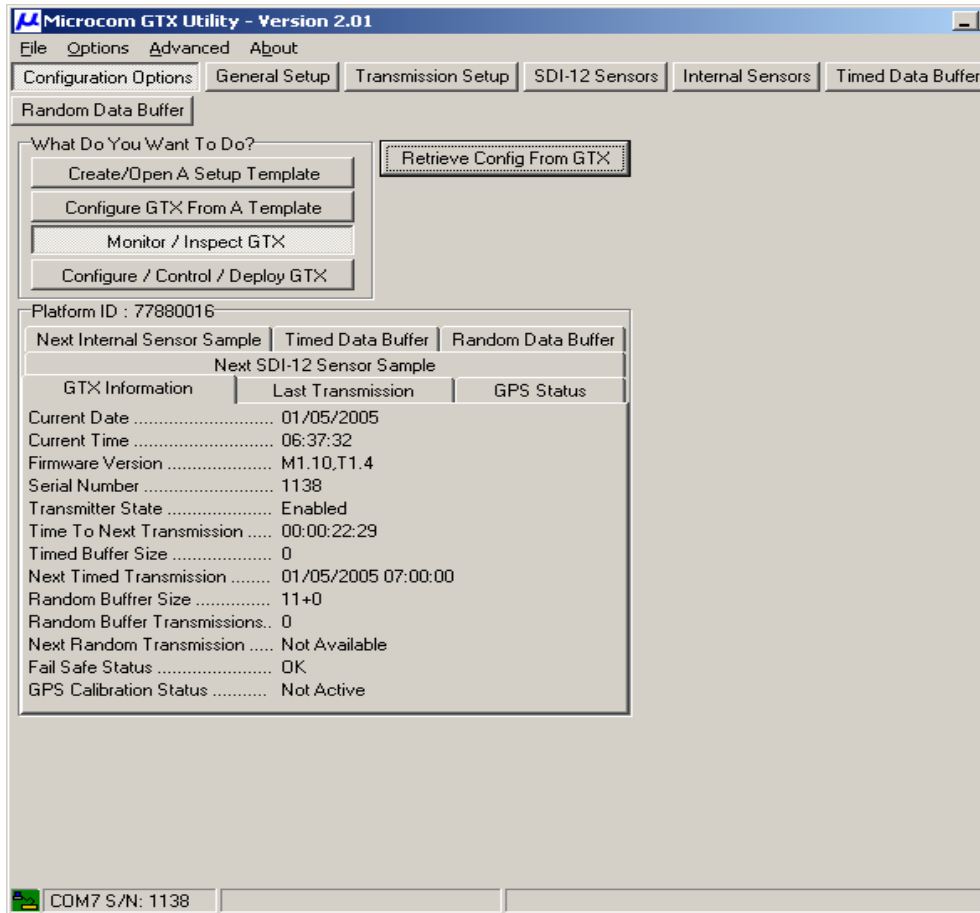 Microcom GTX Utility - Version 2.01
File Options Advanced About
Configuration Options General Setup Transmission Setup SDI-12 Sensors Internal Sensors Timed Data Buffer
Random Data Buffer
What Do You Want To Do?
Retrieve Config From GTX
Create/Open A Setup Template
Configure GTX From A Template
Monitor / Inspect GTX
Configure / Control / Deploy GTX
Platform ID : 77880016
Next Internal Sensor Sample Timed Data Buffer Random Data Buffer
Next SDI-12 Sensor Sample
GTX Information Last Transmission GPS Status
Current Date .......................... 01/05/2005
Current Time .......................... 06:37:32
Firmware Version .................... M1.10,T1.4
Serial Number ........................ 1138
Transmitter State .................... Enabled
Time To Next Transmission ..... 00:00:22:29
Timed Buffer Size ................... 0
Next Timed Transmission ........ 01/05/2005 07:00:00
Random Buffrer Size .............. 11+0
Random Buffer Transmissions.. 0
Next Random Transmission ..... Not Available
Fail Safe Status ...................... OK
GPS Calibration Status ........... Not Active
COM7 S/N: 1138